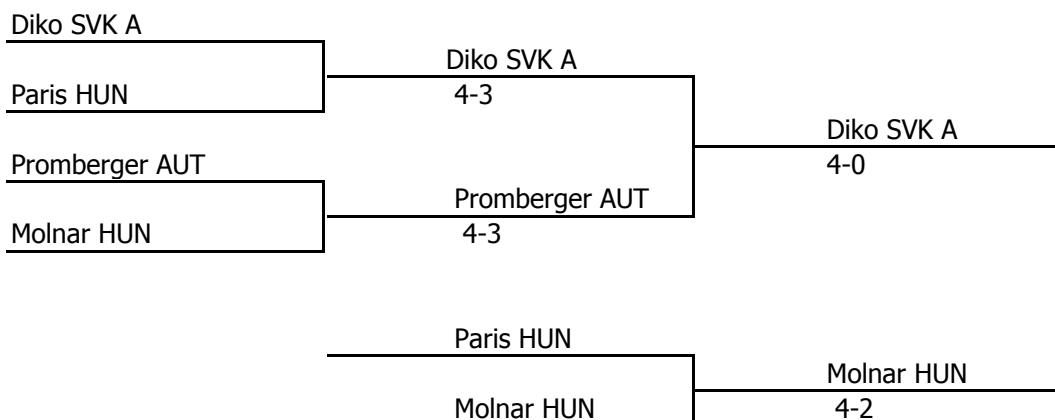 Diko SVK A
Diko SVK A
Paris HUN
4-3
Diko SVK A
Promberger AUT
4-0
Promberger AUT
Molnar HUN
4-3
Paris HUN
Molnar HUN
Molnar HUN
4-2